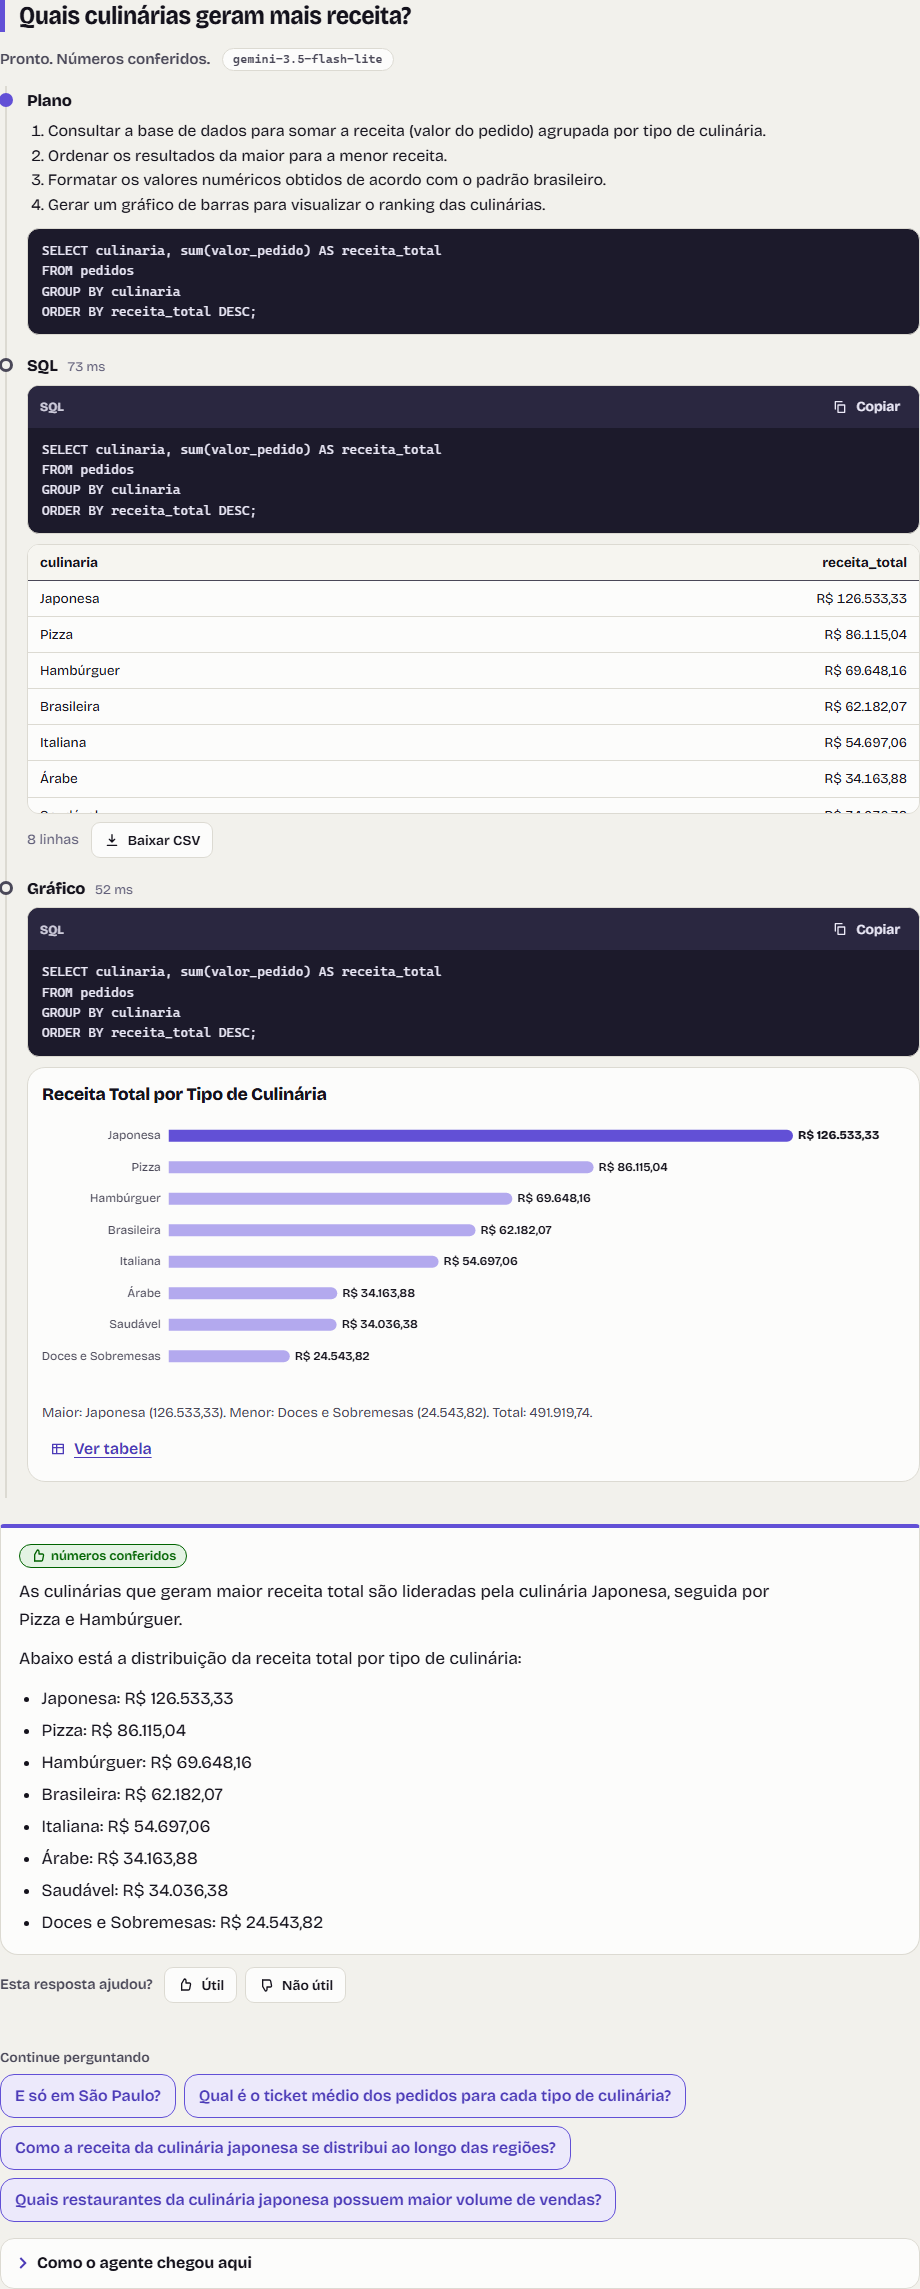 Quais culinárias geram mais receita?
Pronto. Números conferidos. gemini-3.5-flash-lite
Plano
1. Consultar a base de dados para somar a receita (valor do pedido) agrupada por tipo de culinária.
2. Ordenar os resultados da maior para a menor receita.
3. Formatar os valores numéricos obtidos de acordo com o padrão brasileiro.
4. Gerar um gráfico de barras para visualizar o ranking das culinárias.
SELECT culinaria, sum(valor_pedido) AS receita_total
FROM pedidos
GROUP BY culinaria
ORDER BY receita_total DESC;
SQL 73 ms
SQL Copiar
SELECT culinaria, sum(valor_pedido) AS receita_total
FROM pedidos
GROUP BY culinaria
ORDER BY receita_total DESC;
culinaria receita_total
Japonesa R$ 126.533,33
Pizza R$ 86.115,04
Hambúrguer R$ 69.648,16
Brasileira R$ 62.182,07
Italiana R$ 54.697,06
Árabe R$ 34.163,88
8 linhas Baixar CSV
Gráfico 52 ms
SQL Copiar
SELECT culinaria, sum(valor_pedido) AS receita_total
FROM pedidos
GROUP BY culinaria
ORDER BY receita_total DESC;
Receita Total por Tipo de Culinária
Japonesa R$ 126.533,33
Pizza R$ 86.115,04
Hambúrguer R$ 69.648,16
Brasileira R$ 62.182,07
Italiana R$ 54.697,06
Árabe R$ 34.163,88
Saudável R$ 34.036,38
Doces e Sobremesas R$ 24.543,82
Maior: Japonesa (126.533,33). Menor: Doces e Sobremesas (24.543,82). Total: 491.919,74.
Ver tabela
números conferidos
As culinárias que geram maior receita total são lideradas pela culinária Japonesa, seguida por
Pizza e Hambúrguer.
Abaixo está a distribuição da receita total por tipo de culinária:
• Japonesa: R$ 126.533,33
• Pizza: R$ 86.115,04
• Hambúrguer: R$ 69.648,16
• Brasileira: R$ 62.182,07
• Italiana: R$ 54.697,06
• Árabe: R$ 34.163,88
• Saudável: R$ 34.036,38
• Doces e Sobremesas: R$ 24.543,82
Esta resposta ajudou? Útil Não útil
Continue perguntando
E só em São Paulo? Qual é o ticket médio dos pedidos para cada tipo de culinária?
Como a receita da culinária japonesa se distribui ao longo das regiões?
Quais restaurantes da culinária japonesa possuem maior volume de vendas?
Como o agente chegou aqui